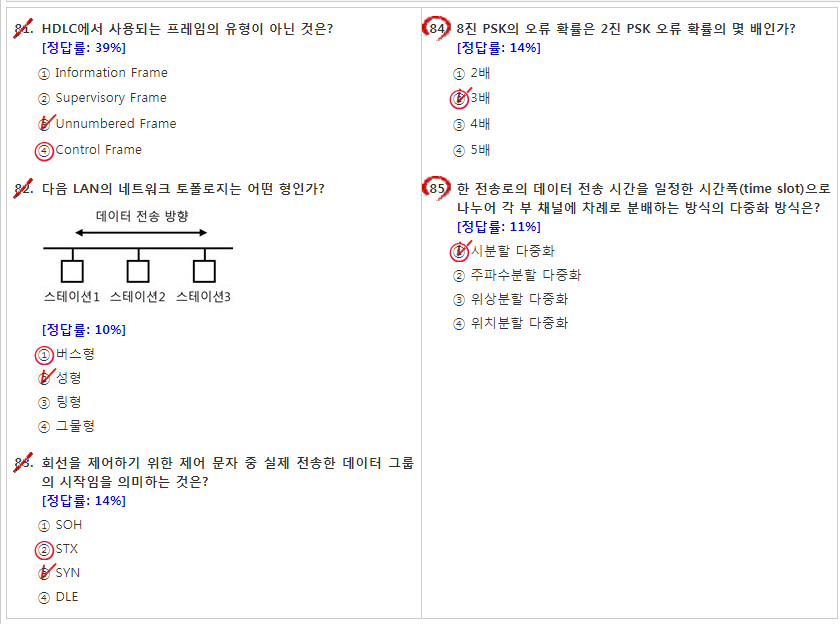 81. HDLC에서 사용되는 프레임의 유형이 아닌 것은?
[정답률: 39%]
① Information Frame
② Supervisory Frame
③ Unnumbered Frame
④ Control Frame
82. 다음 LAN의 네트워크 토폴로지는 어떤 형인가?
데이터 전송 방향
스테이션1 스테이션2 스테이션3
[정답률: 10%]
① 버스형
② 성형
③ 링형
④ 그물형
83. 회선을 제어하기 위한 제어 문자 중 실제 전송한 데이터 그룹
의 시작임을 의미하는 것은?
[정답률: 14%]
① SOH
② STX
③ SYN
④ DLE
84. 8진 PSK의 오류 확률은 2진 PSK 오류 확률의 몇 배인가?
[정답률: 14%]
① 2배
② 3배
③ 4배
④ 5배
85. 한 전송로의 데이터 전송 시간을 일정한 시간폭(time slot)으로
나누어 각 부 채널에 차례로 분배하는 방식의 다중화 방식은?
[정답률: 11%]
① 시분할 다중화
② 주파수분할 다중화
③ 위상분할 다중화
④ 위치분할 다중화